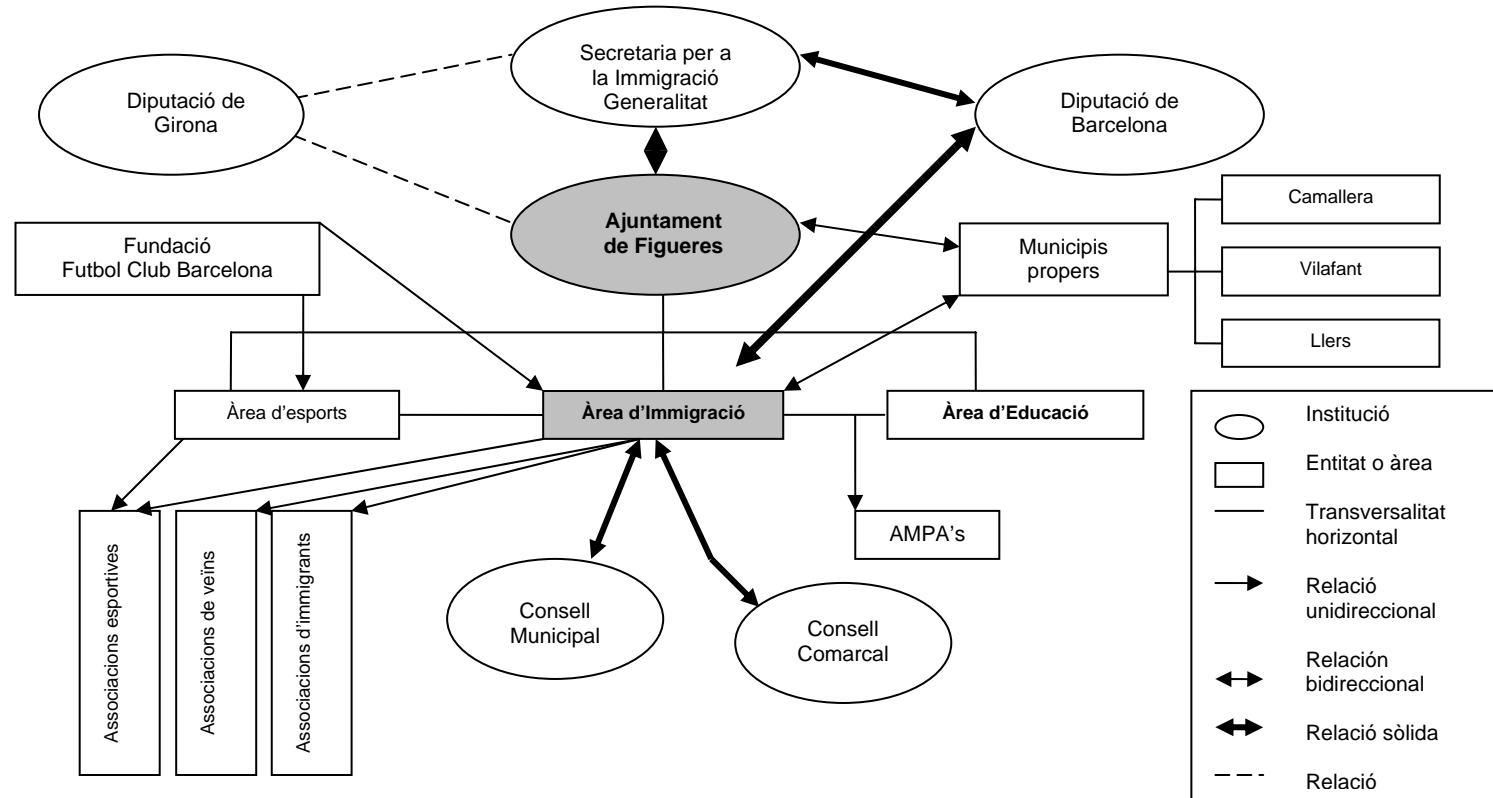 Secretaria per a
la Immigració
Generalitat
Diputació de
Girona
Diputació de
Barcelona
Ajuntament
de Figueres
Camallera
Fundació
Futbol Club Barcelona
Municipis
propers
Vilafant
Llers
Àrea d'esports
Àrea d'Immigració
Àrea d'Educació
Associacions esportives
Associacions de veïns
Associacions d'immigrants
AMPA's
Consell
Municipal
Consell
Comarcal
Institució
Entitat o àrea
Transversalitat
horizontal
Relació
unidireccional
Relación
bidireccional
Relació sòlida
Relació